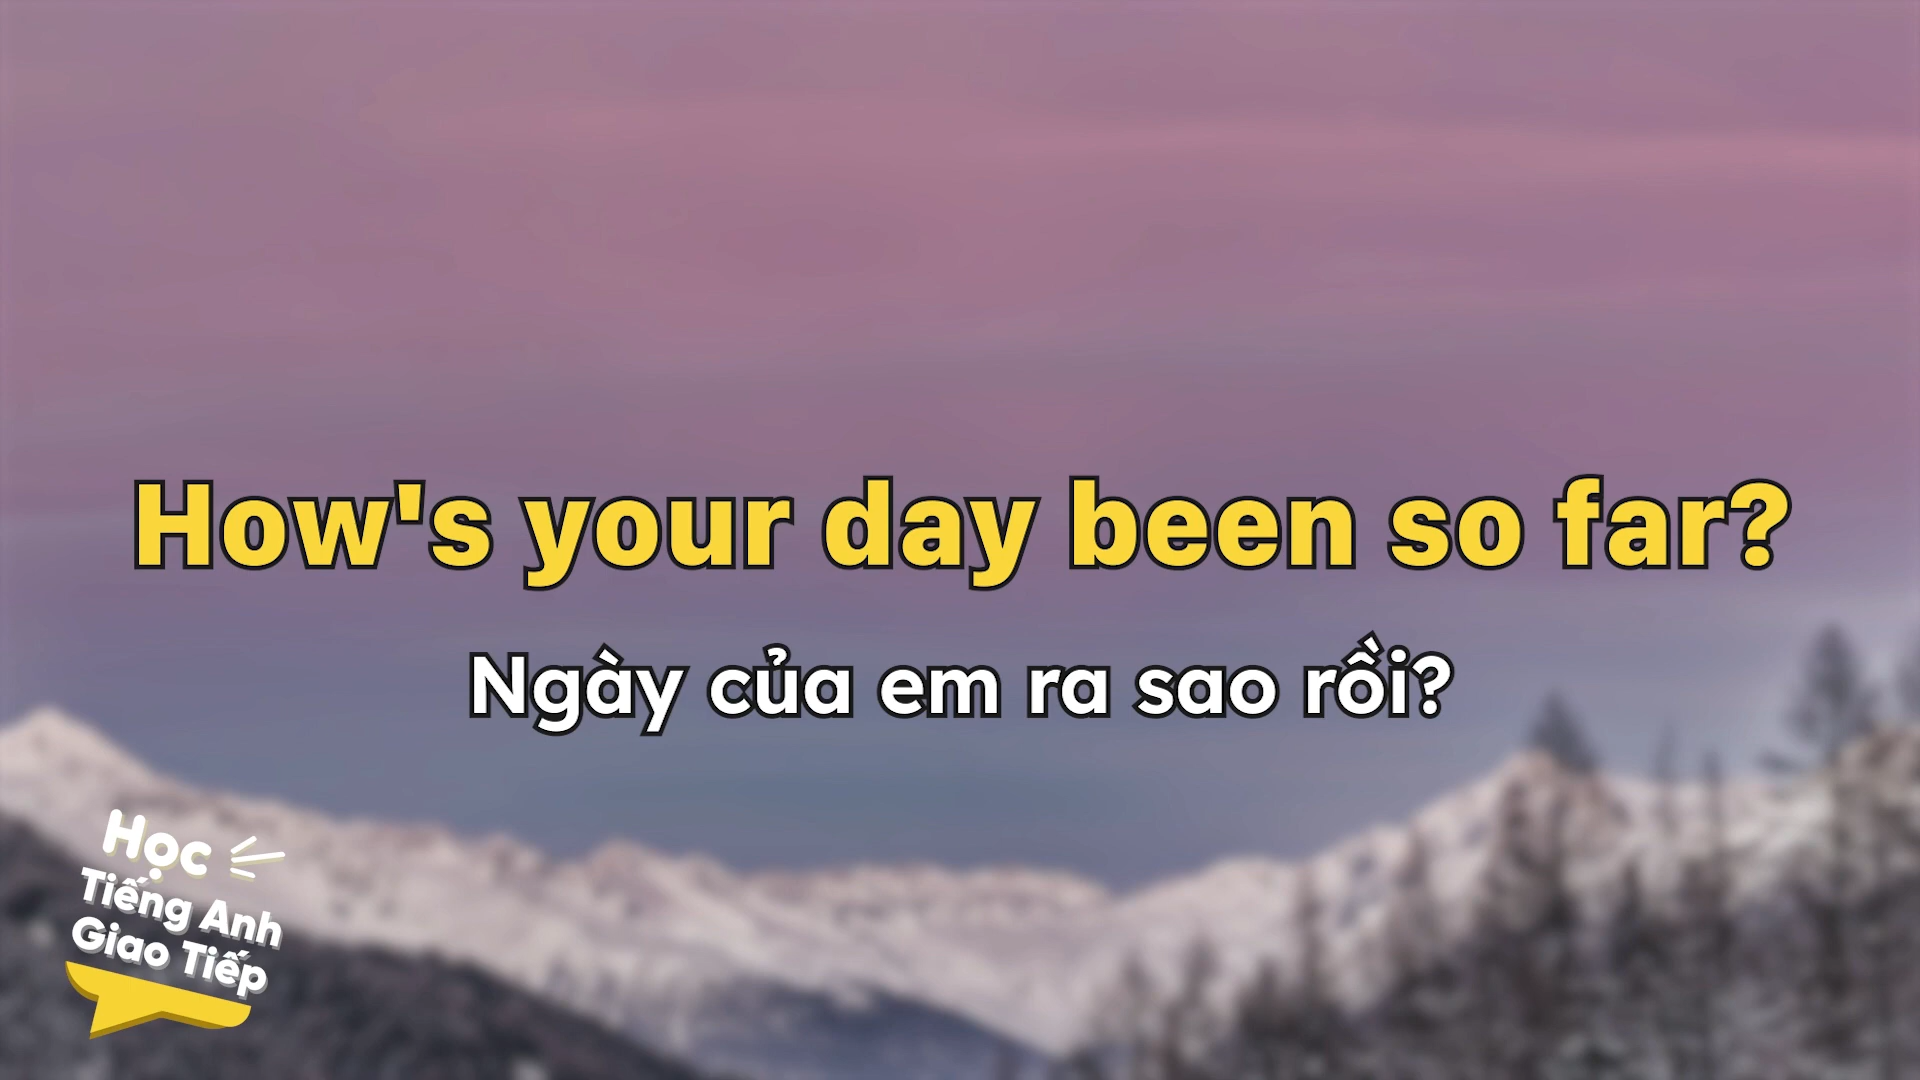 How's your day been so far?
Ngày của em ra sao rồi?
Học
Tiếng Anh
Giao Tiếp